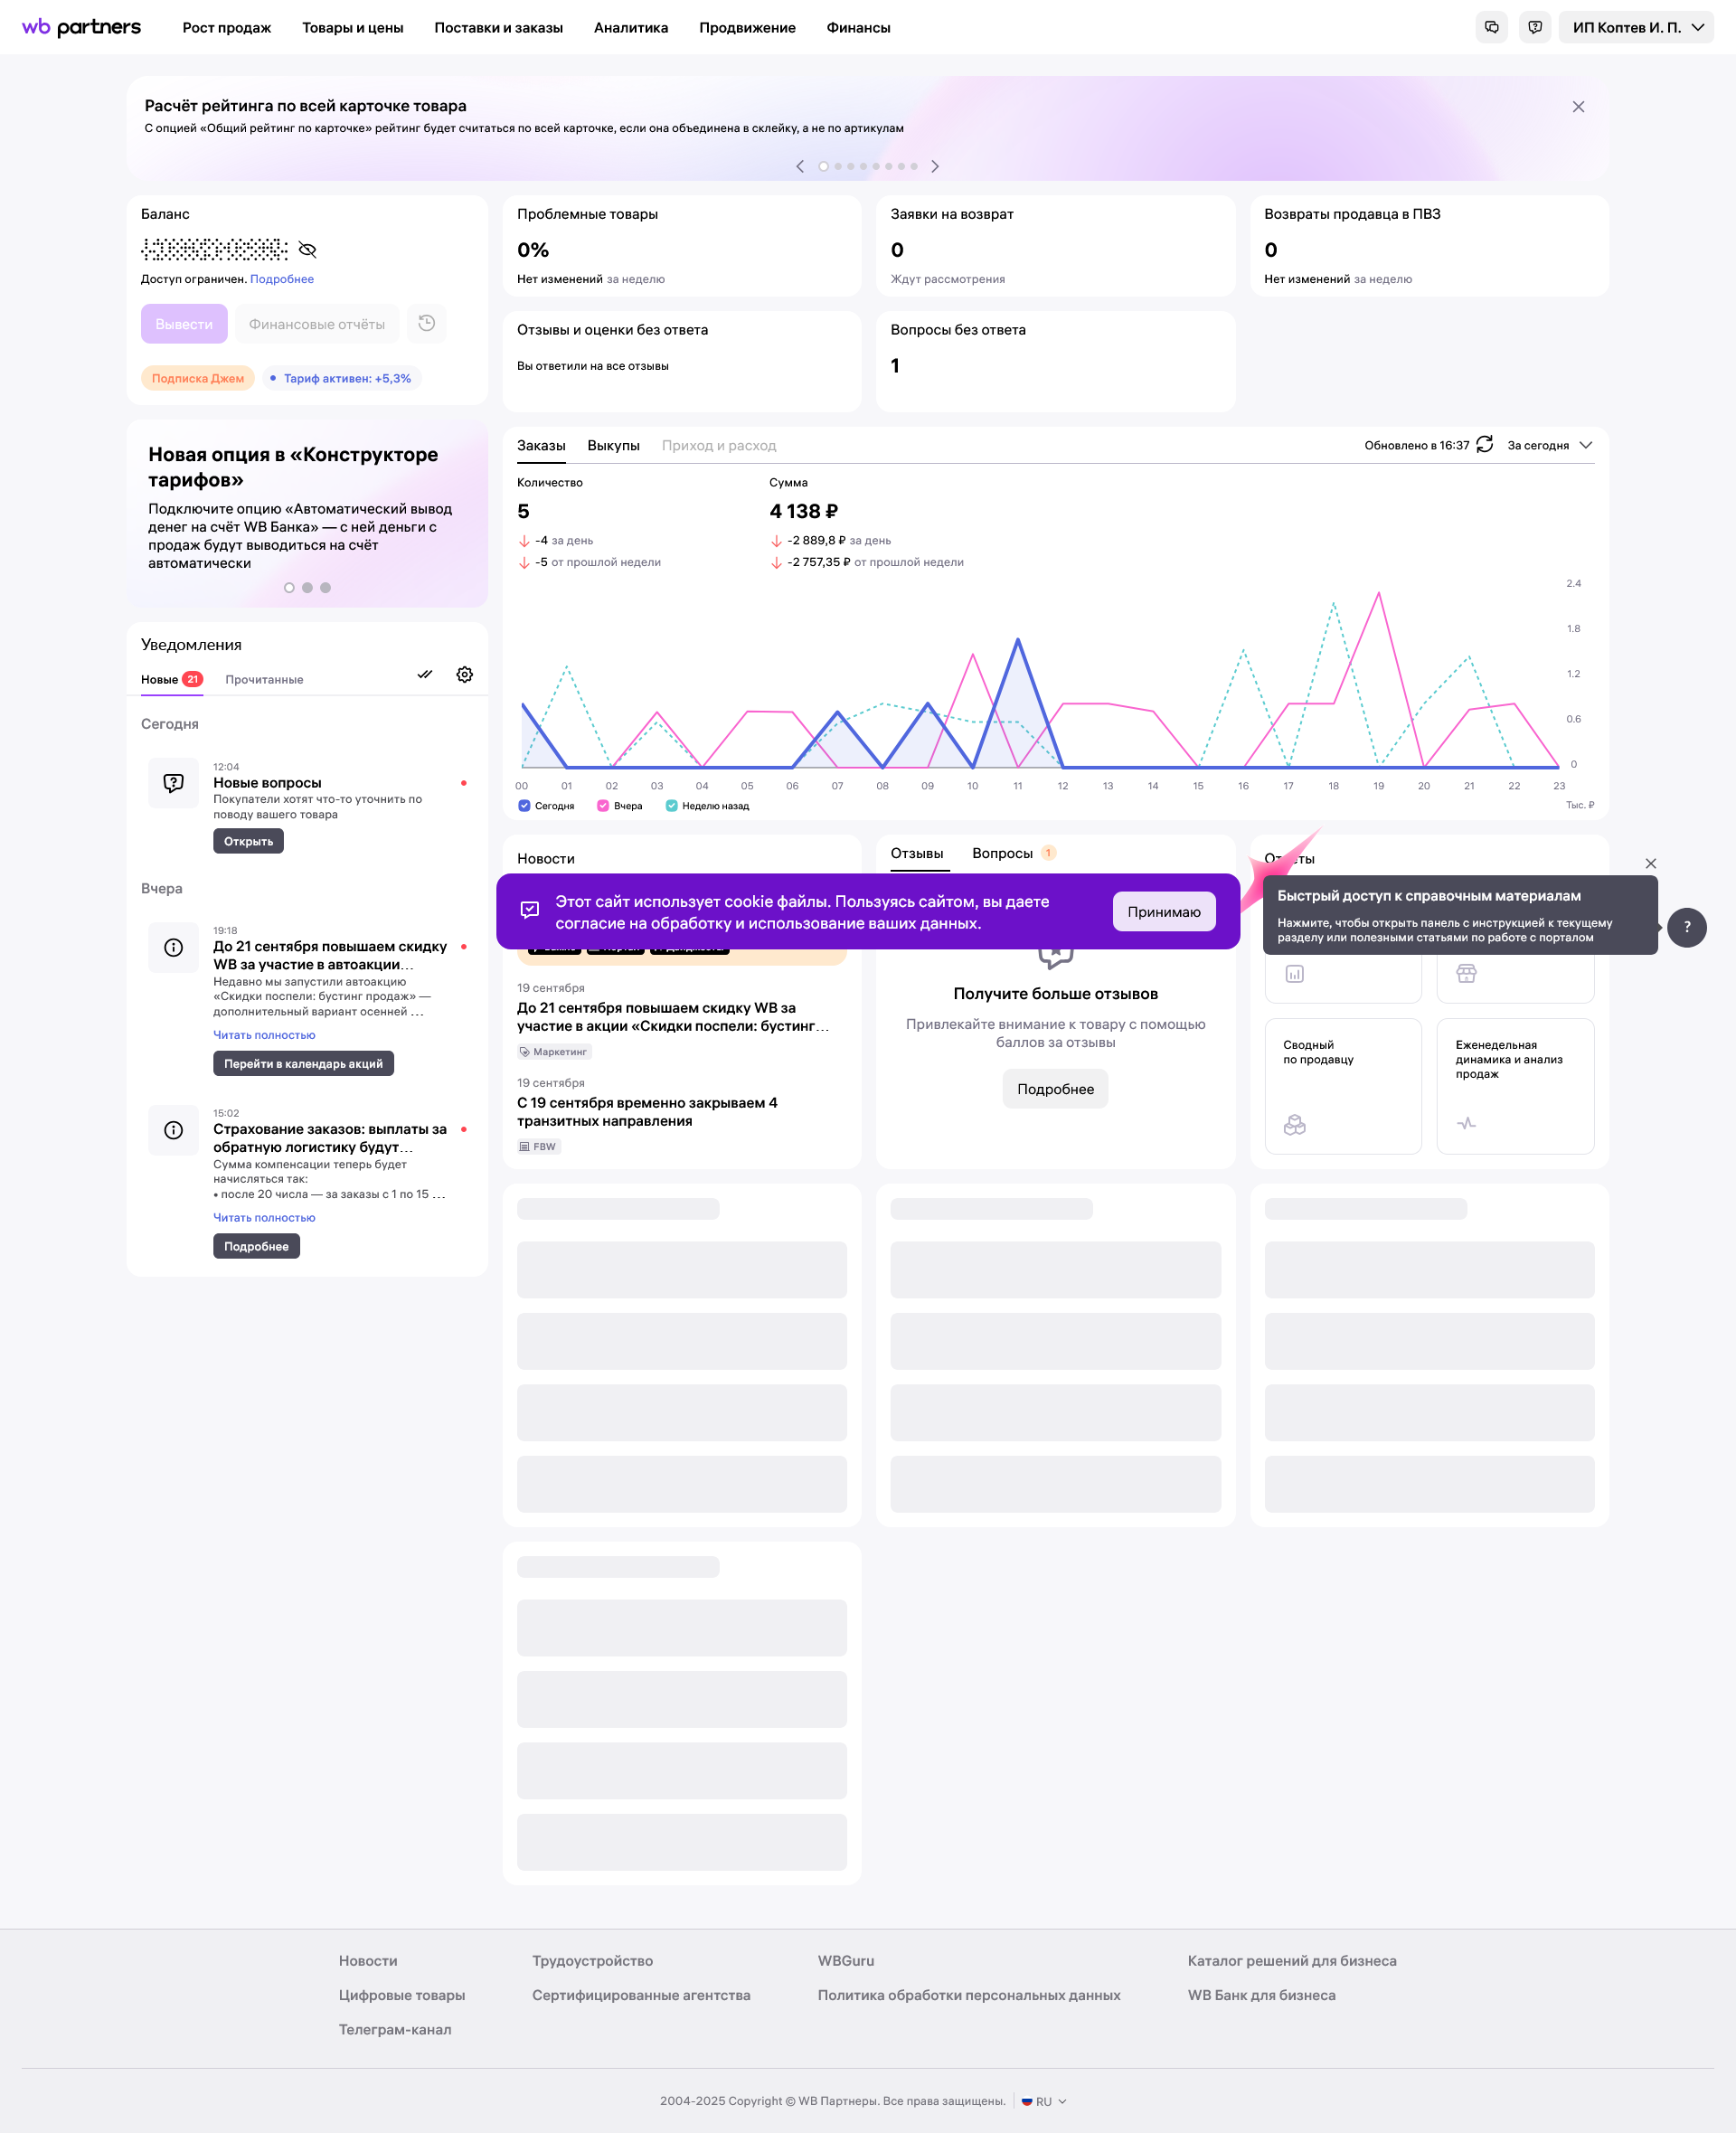 wb partners
Рост продаж
Товары и цены
Поставки и заказы
Аналитика
Продвижение
Финансы
ИП Коптев И. П.
Расчёт рейтинга по всей карточке товара
С опцией «Общий рейтинг по карточке» рейтинг будет считаться по всей карточке, если она объединена в склейку, а не по артикулам
Баланс
Доступ ограничен. Подробнее
Вывести
Финансовые отчёты
Подписка Джем
Тариф активен: +5,3%
Проблемные товары
0%
Нет изменений за неделю
Заявки на возврат
0
Ждут рассмотрения
Возвраты продавца в ПВЗ
0
Нет изменений за неделю
Отзывы и оценки без ответа
Вы ответили на все отзывы
Вопросы без ответа
1
Новая опция в «Конструкторе
тарифов»
Подключите опцию «Автоматический вывод
денег на счёт WB Банка» — с ней деньги с
продаж будут выводиться на счёт
автоматически
Заказы
Выкупы
Приход и расход
Обновлено в 16:37
За сегодня
Количество
5
-4 за день
-5 от прошлой недели
Сумма
4 138 ₽
-2 889,8 ₽ за день
-2 757,35 ₽ от прошлой недели
2.4
1.8
1.2
0.6
0
00 01 02 03 04 05 06 07 08 09 10 11 12 13 14 15 16 17 18 19 20 21 22 23
Сегодня
Вчера
Неделю назад
Тыс. ₽
Уведомления
Новые 21
Прочитанные
Сегодня
12:04
Новые вопросы
Покупатели хотят что-то уточнить по
поводу вашего товара
Открыть
Вчера
19:18
До 21 сентября повышаем скидку
WB за участие в автоакции...
Недавно мы запустили автоакцию
«Скидки поспели: бустинг продаж» —
дополнительный вариант осенней ...
Читать полностью
Перейти в календарь акций
15:02
Страхование заказов: выплаты за
обратную логистику будут...
Сумма компенсации теперь будет
начисляться так:
• после 20 числа — за заказы с 1 по 15 ...
Читать полностью
Подробнее
Новости
Этот сайт использует cookie файлы. Пользуясь сайтом, вы даете
согласие на обработку и использование ваших данных.
Принимаю
19 сентября
До 21 сентября повышаем скидку WB за
участие в акции «Скидки поспели: бустинг...
Маркетинг
19 сентября
С 19 сентября временно закрываем 4
транзитных направления
FBW
Отзывы
Вопросы 1
Получите больше отзывов
Привлекайте внимание к товару с помощью
баллов за отзывы
Подробнее
Быстрый доступ к справочным материалам
Нажмите, чтобы открыть панель с инструкцией к текущему
разделу или полезными статьями по работе с порталом
?
Сводный
по продавцу
Еженедельная
динамика и анализ
продаж
Новости
Трудоустройство
WBGuru
Каталог решений для бизнеса
Цифровые товары
Сертифицированные агентства
Политика обработки персональных данных
WB Банк для бизнеса
Телеграм-канал
2004-2025 Copyright © WB Партнеры. Все права защищены.
RU